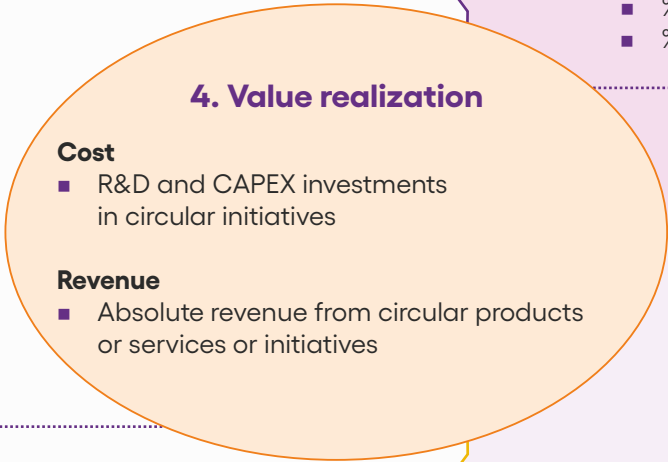 ■ %
■ %
4. Value realization
Cost
■ R&D and CAPEX investments
in circular initiatives
Revenue
■ Absolute revenue from circular products
or services or initiatives